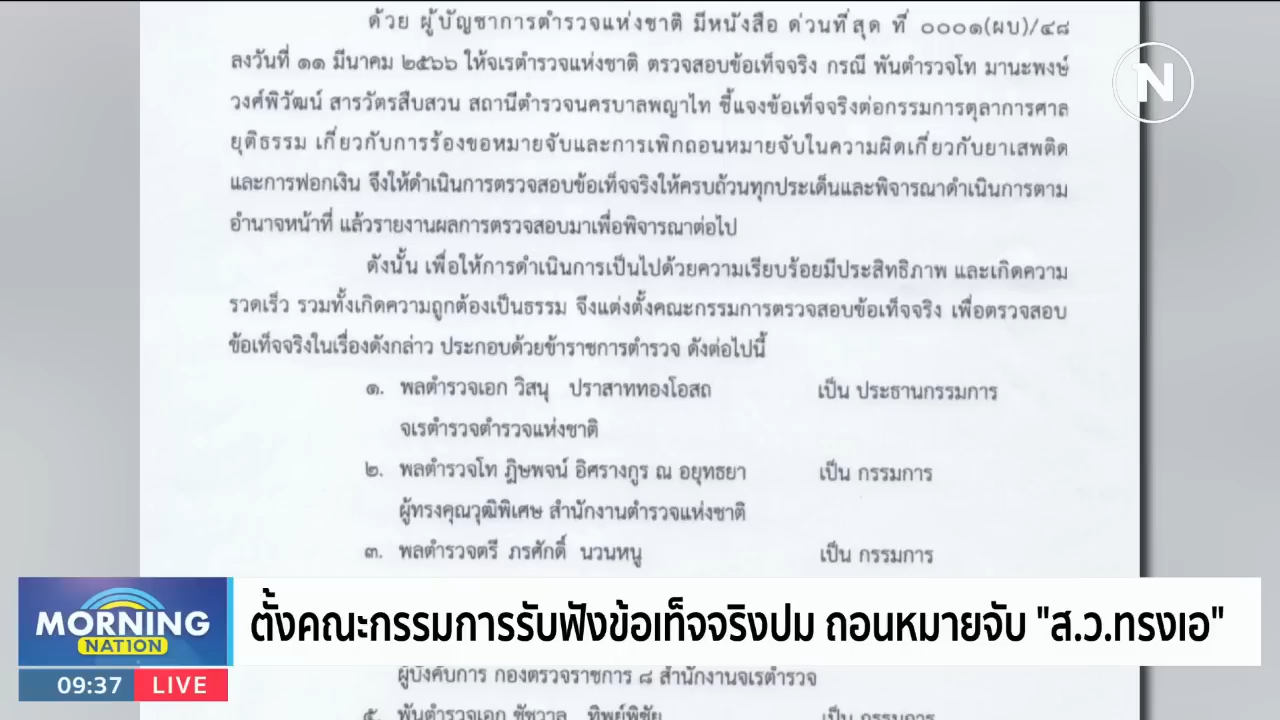 ด้วย ผู้บัญชาการตำรวจแห่งชาติ มีหนังสือ ด่วนที่สุด ที่ ๐๐๐๑(ผบ)/๔๘
ลงวันที่ ๑๑ มีนาคม ๒๕๖๖ ให้จเรตำรวจแห่งชาติ ตรวจสอบข้อเท็จจริง กรณี พันตำรวจโท มานะพงษ์
วงศ์พิวัฒน์ สารวัตรสืบสวน สถานีตำรวจนครบาลพญาไท ชี้แจงข้อเท็จจริงต่อกรรมการตุลาการศาล
ยุติธรรม เกี่ยวกับการร้องขอหมายจับและการเพิกถอนหมายจับในความผิดเกี่ยวกับยาเสพติด
และการฟอกเงิน จึงให้ดำเนินการตรวจสอบข้อเท็จจริงให้ครบถ้วนทุกประเด็นและพิจารณาดำเนินการตาม
อำนาจหน้าที่ แล้วรายงานผลการตรวจสอบมาเพื่อพิจารณาต่อไป
ดังนั้น เพื่อให้การดำเนินการเป็นไปด้วยความเรียบร้อยมีประสิทธิภาพ และเกิดความ
รวดเร็ว รวมทั้งเกิดความถูกต้องเป็นธรรม จึงแต่งตั้งคณะกรรมการตรวจสอบข้อเท็จจริง เพื่อตรวจสอบ
ข้อเท็จจริงในเรื่องดังกล่าว ประกอบด้วยข้าราชการตำรวจ ดังต่อไปนี้
๑. พลตำรวจเอก วิสนุ ปราสาททองโอสถ เป็น ประธานกรรมการ
จเรตำรวจตำรวจแห่งชาติ
๒. พลตำรวจโท ฏิษพจน์ อิศรางกูร ณ อยุทธยา เป็น กรรมการ
ผู้ทรงคุณวุฒิพิเศษ สำนักงานตำรวจแห่งชาติ
๓. พลตำรวจตรี ภรศักดิ์ นวนหนู เป็น กรรมการ
N
MORNING
NATION
ตั้งคณะกรรมการรับฟังข้อเท็จจริงปม ถอนหมายจับ "ส.ว.ทรงเอ"
09:37 LIVE
ผู้บังคับการ กองตรวจราชการ ๘ สำนักงานจเรตำรวจ
๕. พันตำรวจเอก ชัชวาล ทิพย์พิชัย เป็น กรรมการ